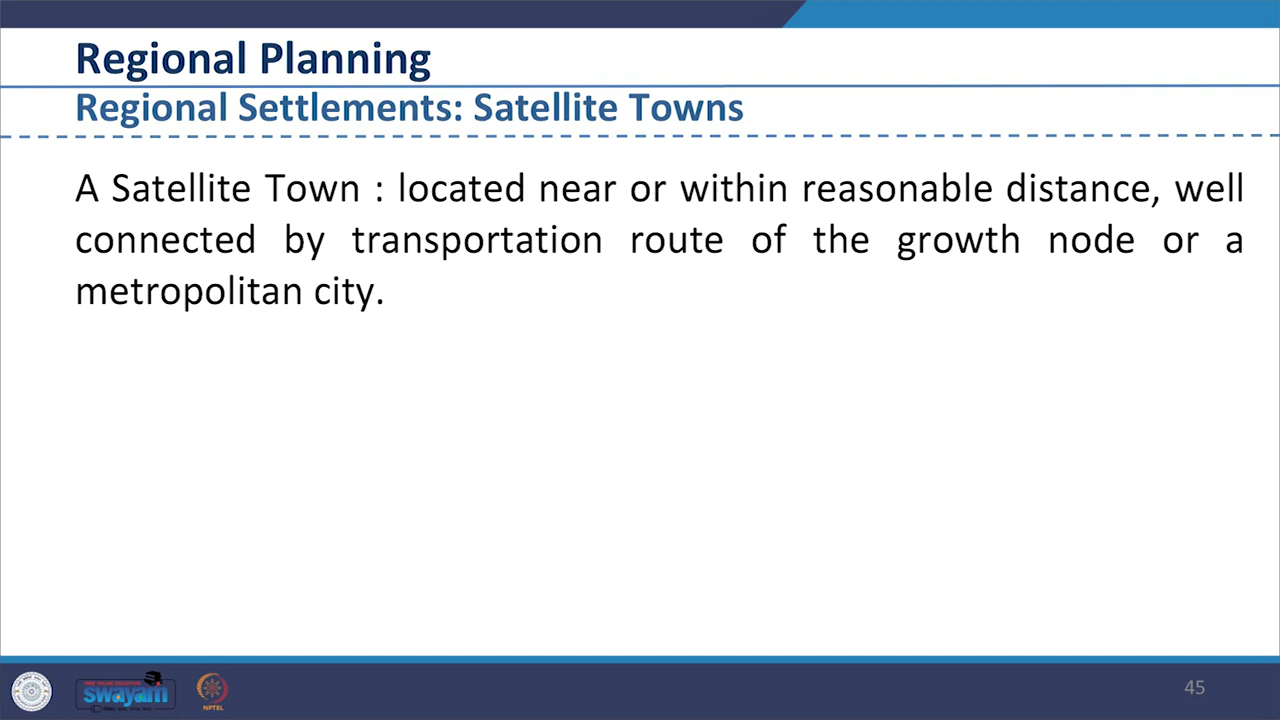 Regional Planning
Regional Settlements: Satellite Towns
A Satellite Town : located near or within reasonable distance, well
connected by transportation route of the growth node or a
metropolitan city.
swayam
NPTEL
45